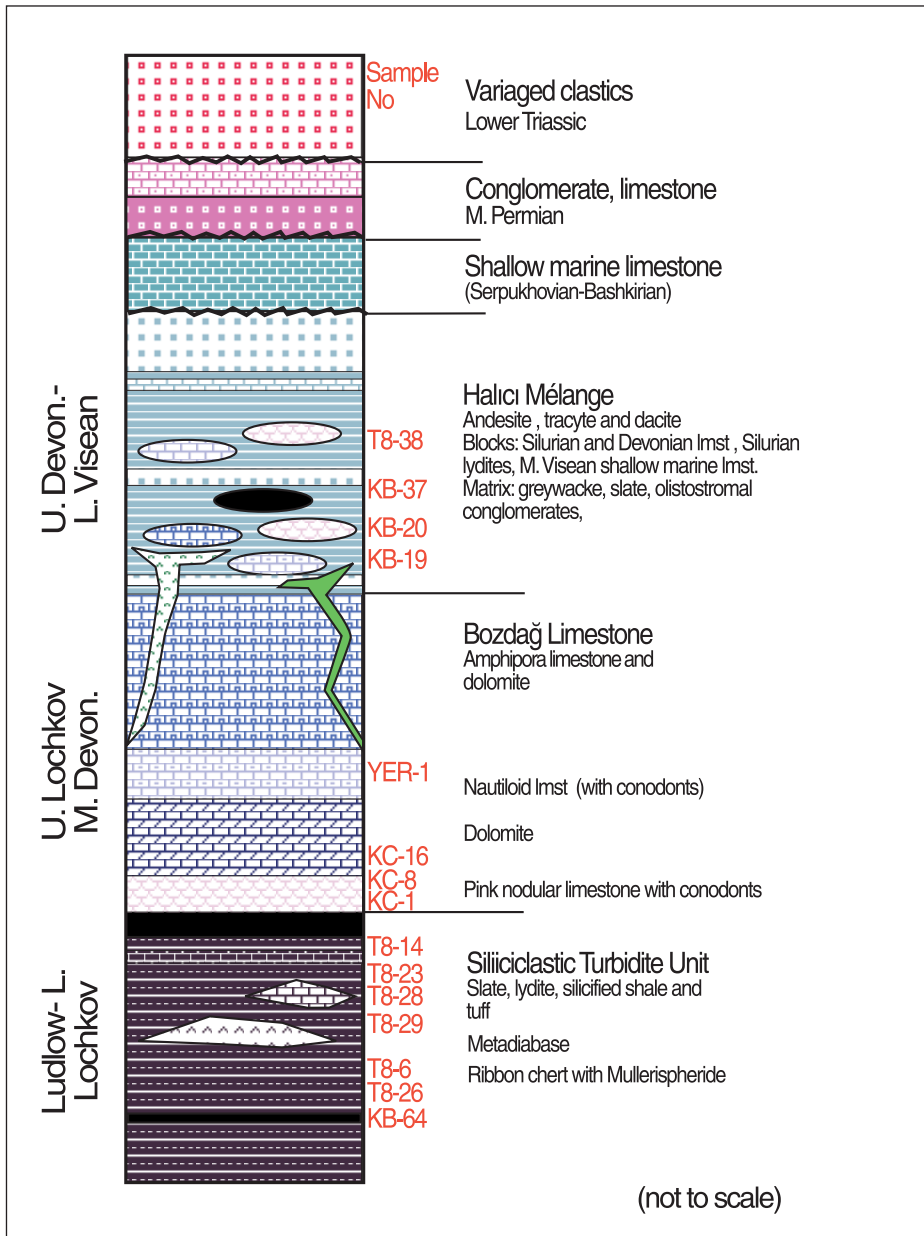 Sample
No
Variaged clastics
Lower Triassic
Conglomerate, limestone
M. Permian
Shallow marine limestone
(Serpukhovian-Bashkirian)
U. Devon.-
L. Visean
T8-38
KB-37
KB-20
KB-19
Halıcı Mélange
Andesite , tracyte and dacite
Blocks: Silurian and Devonian lmst , Silurian
lydites, M. Visean shallow marine lmst.
Matrix: greywacke, slate, olistostromal
conglomerates,
U. Lochkov
M. Devon.
Bozdağ Limestone
Amphipora limestone and
dolomite
YER-1
Nautiloid lmst (with conodonts)
Dolomite
KC-16
KC-8
KC-1
Pink nodular limestone with conodonts
Ludlow- L.
Lochkov
T8-14
T8-23
T8-28
T8-29
T8-6
T8-26
KB-64
Siliiciclastic Turbidite Unit
Slate, lydite, silicified shale and
tuff
Metadiabase
Ribbon chert with Mullerispheride
(not to scale)